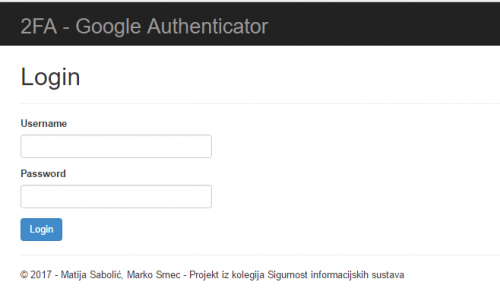 2FA - Google Authenticator
Login
Username
Password
Login
© 2017 - Matija Sabolić, Marko Srnec - Projekt iz kolegija Sigurnost informacijskih sustava